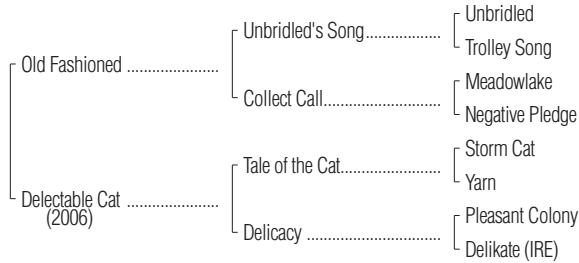 Unbridled
Unbridled's Song
Trolley Song
Old Fashioned
Meadowlake
Collect Call
Negative Pledge
Storm Cat
Tale of the Cat
Yarn
Delectable Cat
(2006)
Pleasant Colony
Delicacy
Delikate (IRE)